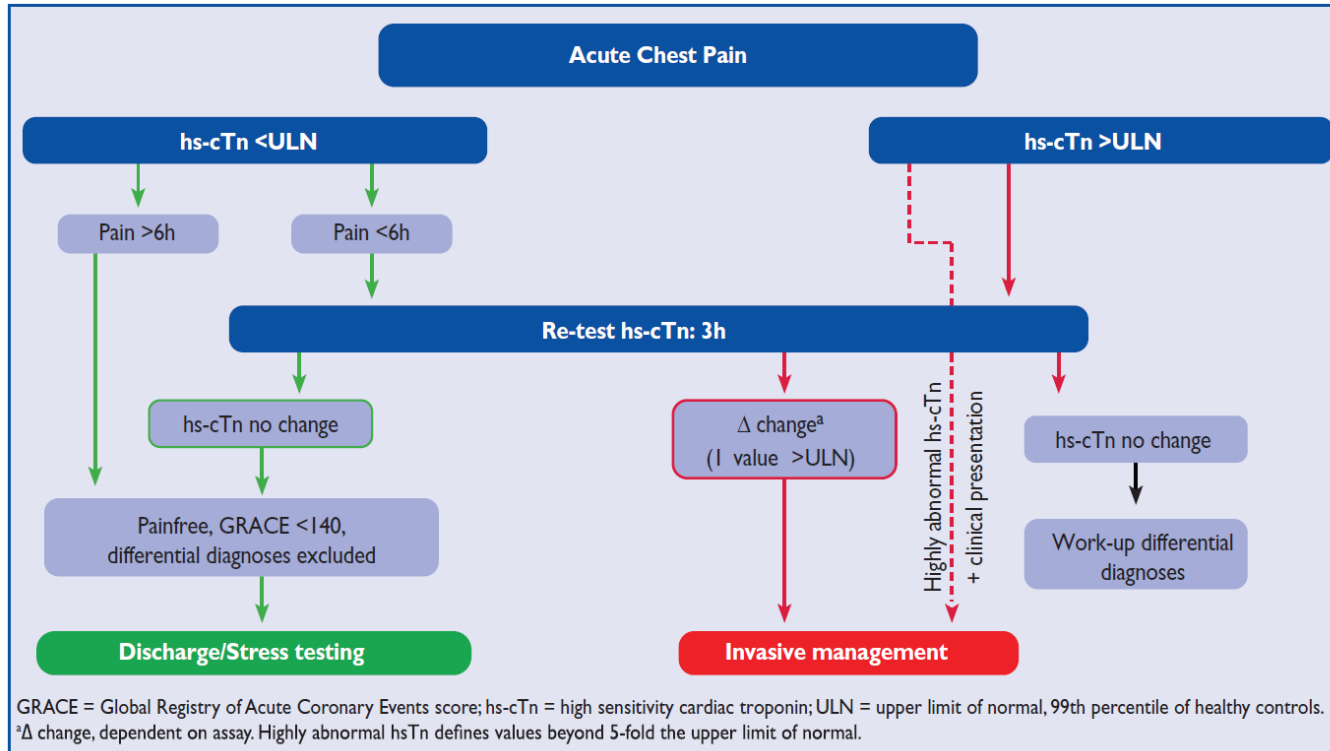 Acute Chest Pain
hs-cTn <ULN
hs-cTn >ULN
Pain >6h
Pain <6h
Re-test hs-cTn: 3h
hs-cTn no change
Δ changeᵃ
(1 value >ULN)
Highly abnormal hs-cTn
+ clinical presentation
hs-cTn no change
Painfree, GRACE <140,
differential diagnoses excluded
Work-up differential
diagnoses
Discharge/Stress testing
Invasive management
GRACE = Global Registry of Acute Coronary Events score; hs-cTn = high sensitivity cardiac troponin; ULN = upper limit of normal, 99th percentile of healthy controls.
ᵃΔ change, dependent on assay. Highly abnormal hsTn defines values beyond 5-fold the upper limit of normal.